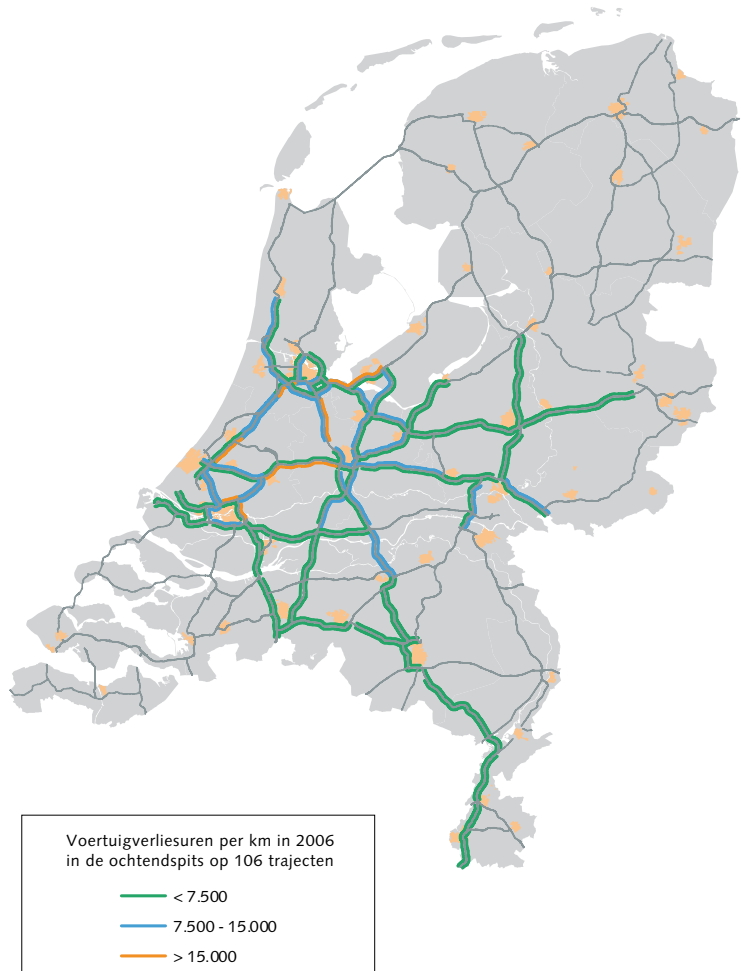 Voertuigverliesuren per km in 2006
in de ochtendspits op 106 trajecten
< 7.500
7.500 - 15.000
> 15.000